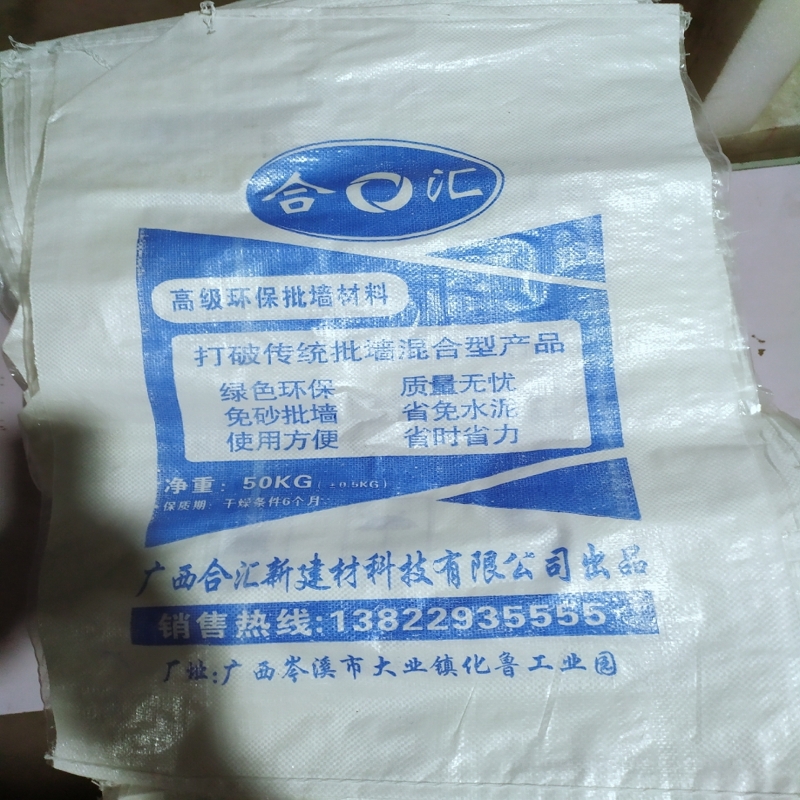 合汇
高级环保批墙材料
打破传统批墙混合型产品
绿色环保 质量无忧
免砂批墙 省免水泥
使用方便 省时省力
净重：50KG（±0.5KG）
保质期：干燥条件6个月
广西合汇新建材科技有限公司出品
销售热线:13822935555
厂址:广西岑溪市大业镇化鲁工业园